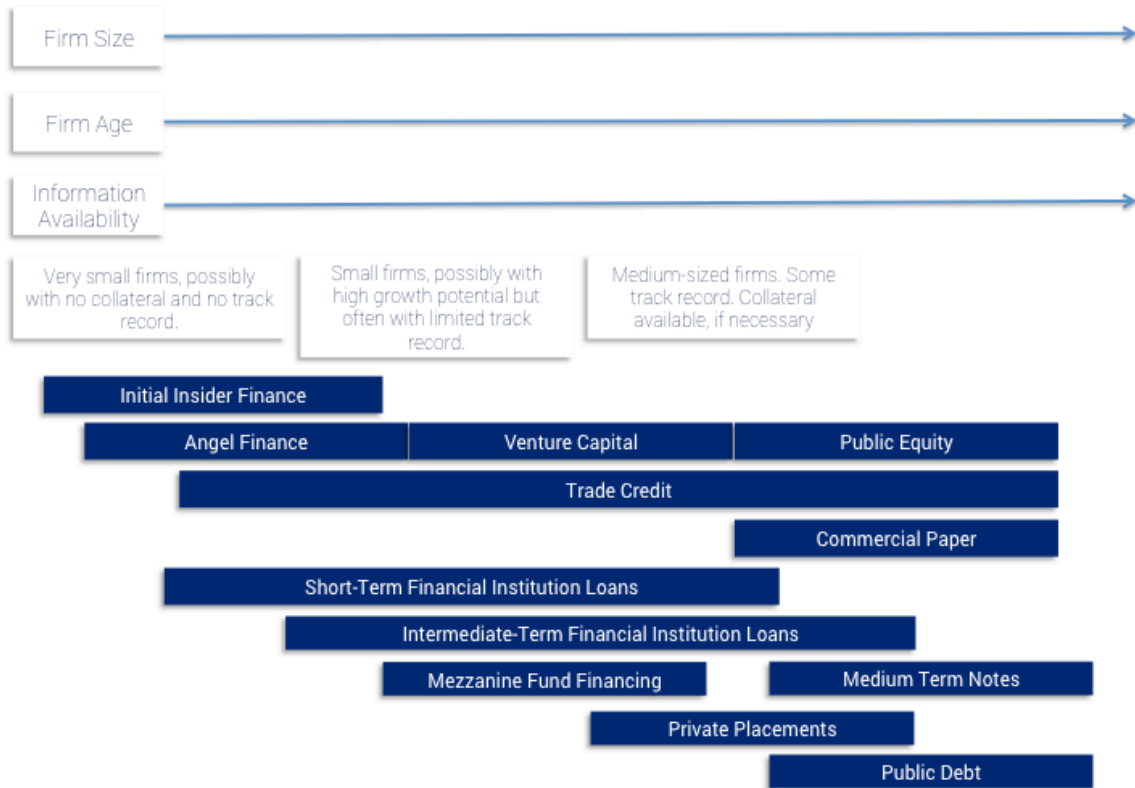 Firm Size
Firm Age
Information
Availability
Very small firms, possibly
with no collateral and no track
record.
Small firms, possibly with
high growth potential but
often with limited track
record.
Medium-sized firms. Some
track record. Collateral
available, if necessary
Initial Insider Finance
Angel Finance
Venture Capital
Public Equity
Trade Credit
Commercial Paper
Short-Term Financial Institution Loans
Intermediate-Term Financial Institution Loans
Mezzanine Fund Financing
Medium Term Notes
Private Placements
Public Debt